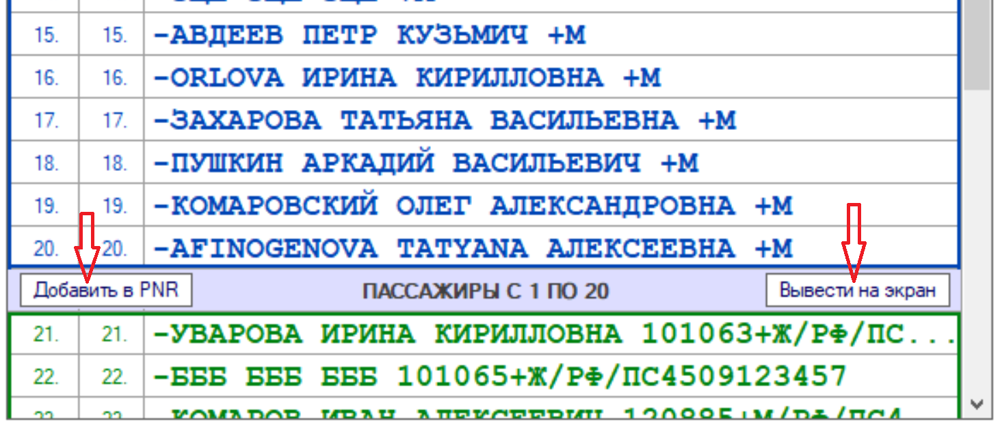 15. 15. -АВДЕЕВ ПЕТР КУЗЬМИЧ +М
16. 16. -ORLOVA ИРИНА КИРИЛЛОВНА +М
17. 17. -ЗАХАРОВА ТАТЬЯНА ВАСИЛЬЕВНА +М
18. 18. -ПУШКИН АРКАДИЙ ВАСИЛЬЕВИЧ +М
19. 19. -КОМАРОВСКИЙ ОЛЕГ АЛЕКСАНДРОВНА +М
20. 20. -AFINOGENOVA TATYANA АЛЕКСЕЕВНА +М
Добавить в PNR ПАССАЖИРЫ С 1 ПО 20 Вывести на экран
21. 21. -УВАРОВА ИРИНА КИРИЛЛОВНА 101063+Ж/РФ/ПС...
22. 22. -БББ БББ БББ 101065+Ж/РФ/ПС4509123457
23. 23. -КОМАРОВ ИВАН АЛЕКСЕЕВИЧ 120885+М/РФ/ПС4